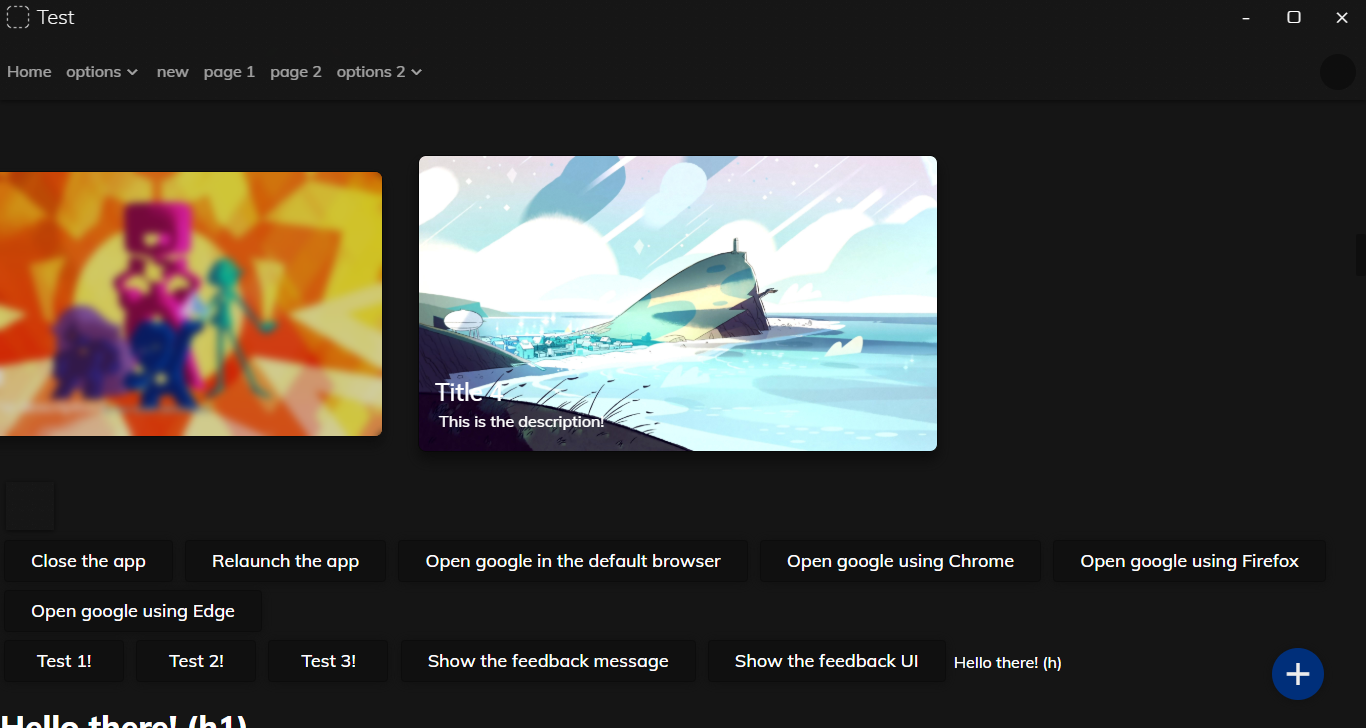 Test
Home options new page 1 page 2 options 2
Title 4
This is the description!
Close the app Relaunch the app Open google in the default browser Open google using Chrome Open google using Firefox
Open google using Edge
Test 1! Test 2! Test 3! Show the feedback message Show the feedback UI Hello there! (h)
Hello there! (h1)